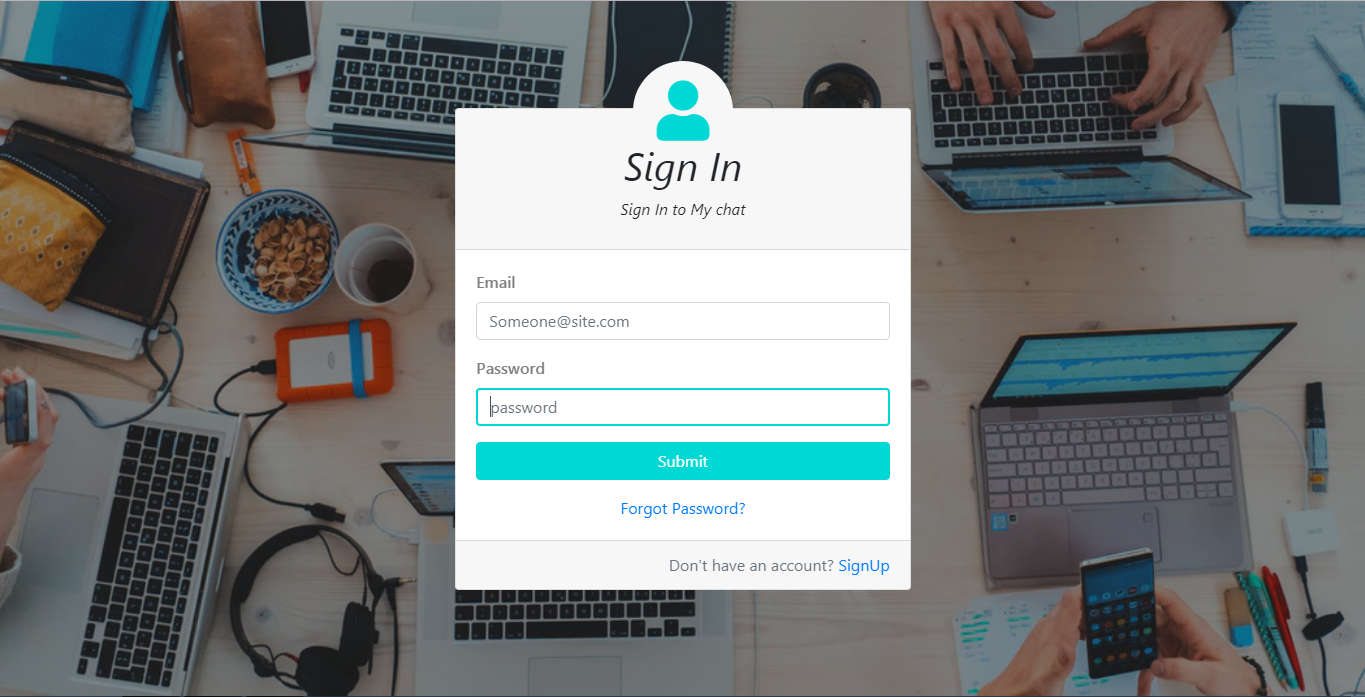 Sign In
Sign In to My chat
Email
Someone@site.com
Password
password
Submit
Forgot Password?
Don't have an account? SignUp